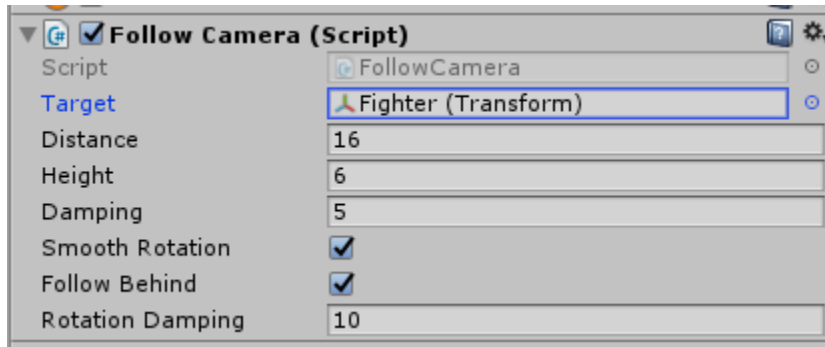 Follow Camera (Script)
Script FollowCamera
Target Fighter (Transform)
Distance 16
Height 6
Damping 5
Smooth Rotation
Follow Behind
Rotation Damping 10